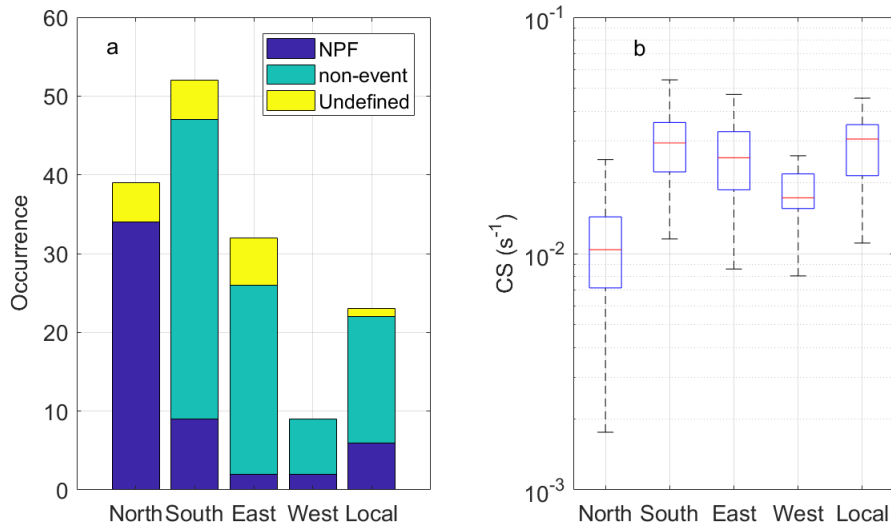 a
NPF
non-event
Undefined
60
50
40
30
20
10
0
Occurrence
North South East West Local
b
10-1
10-2
10-3
CS (s-1)
North South East West Local